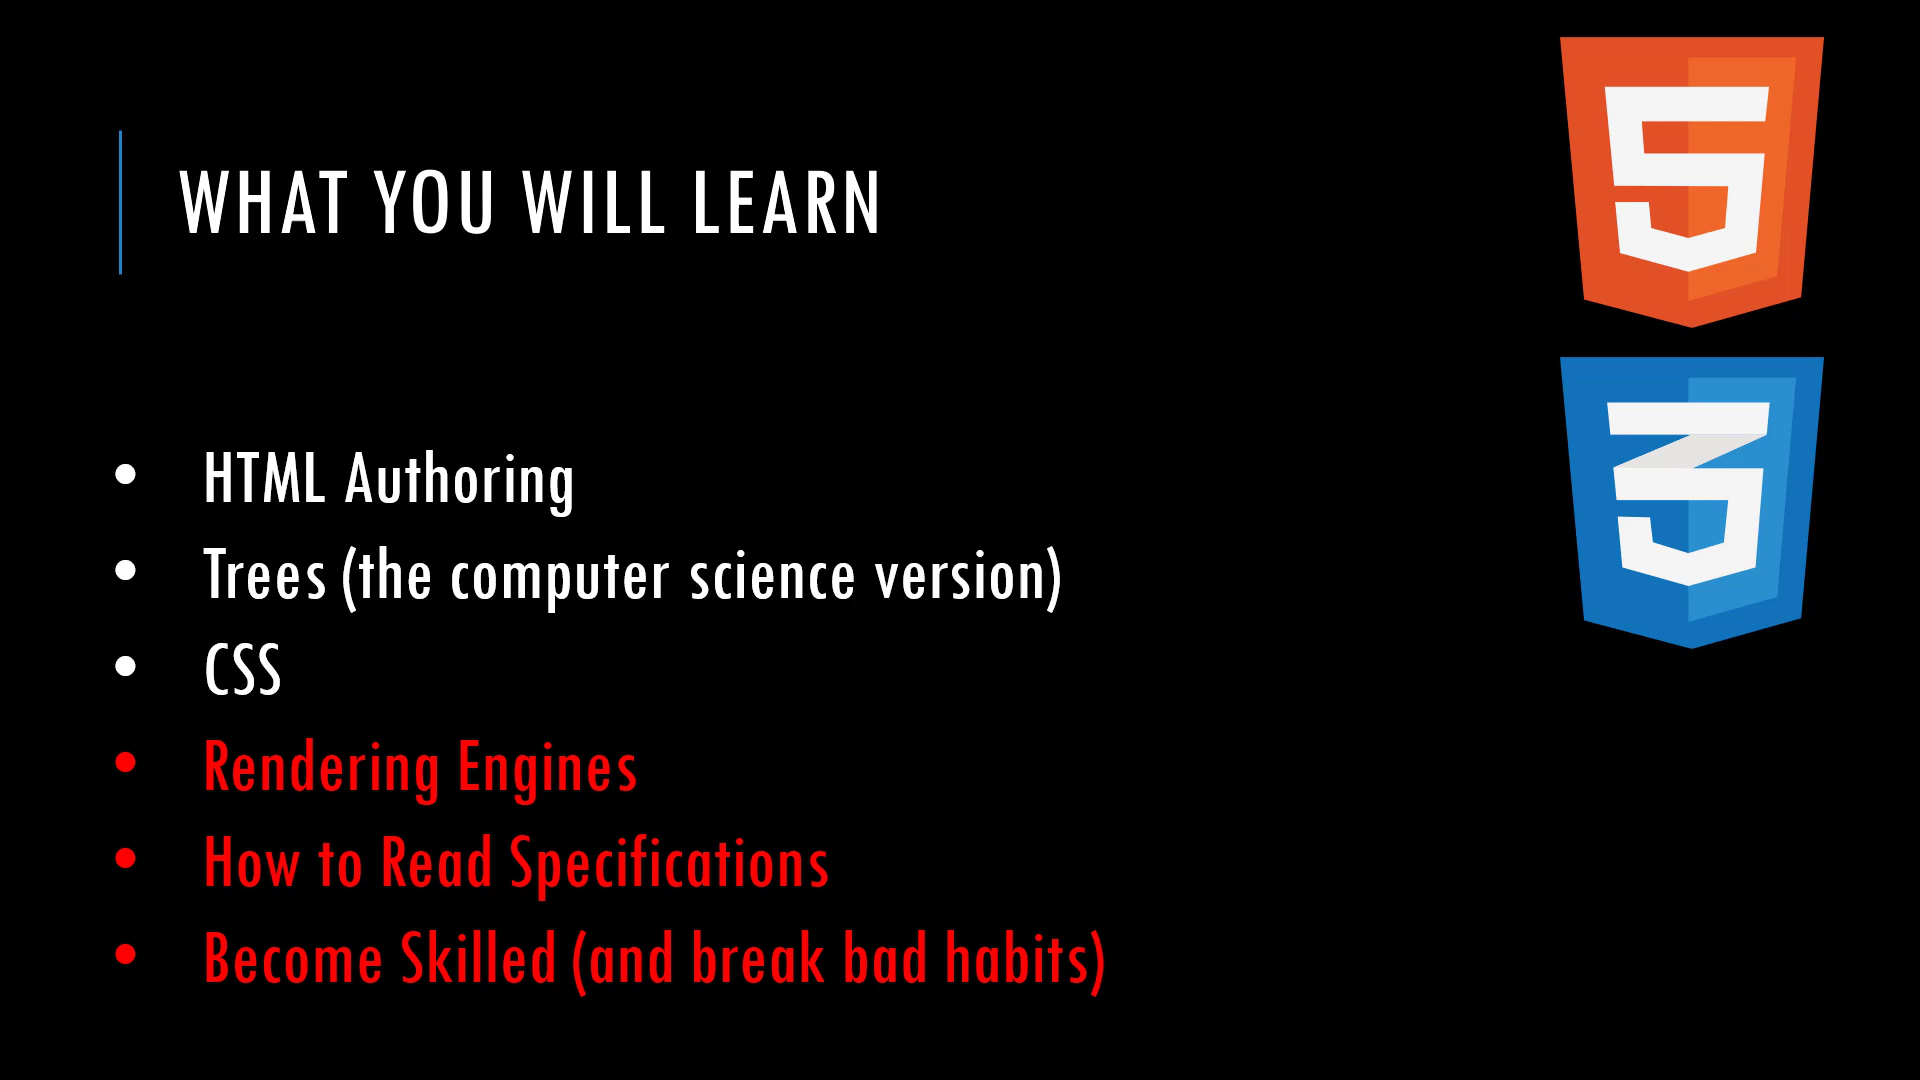 WHAT YOU WILL LEARN
5
3
• HTML Authoring
• Trees (the computer science version)
• CSS
• Rendering Engines
• How to Read Specifications
• Become Skilled (and break bad habits)